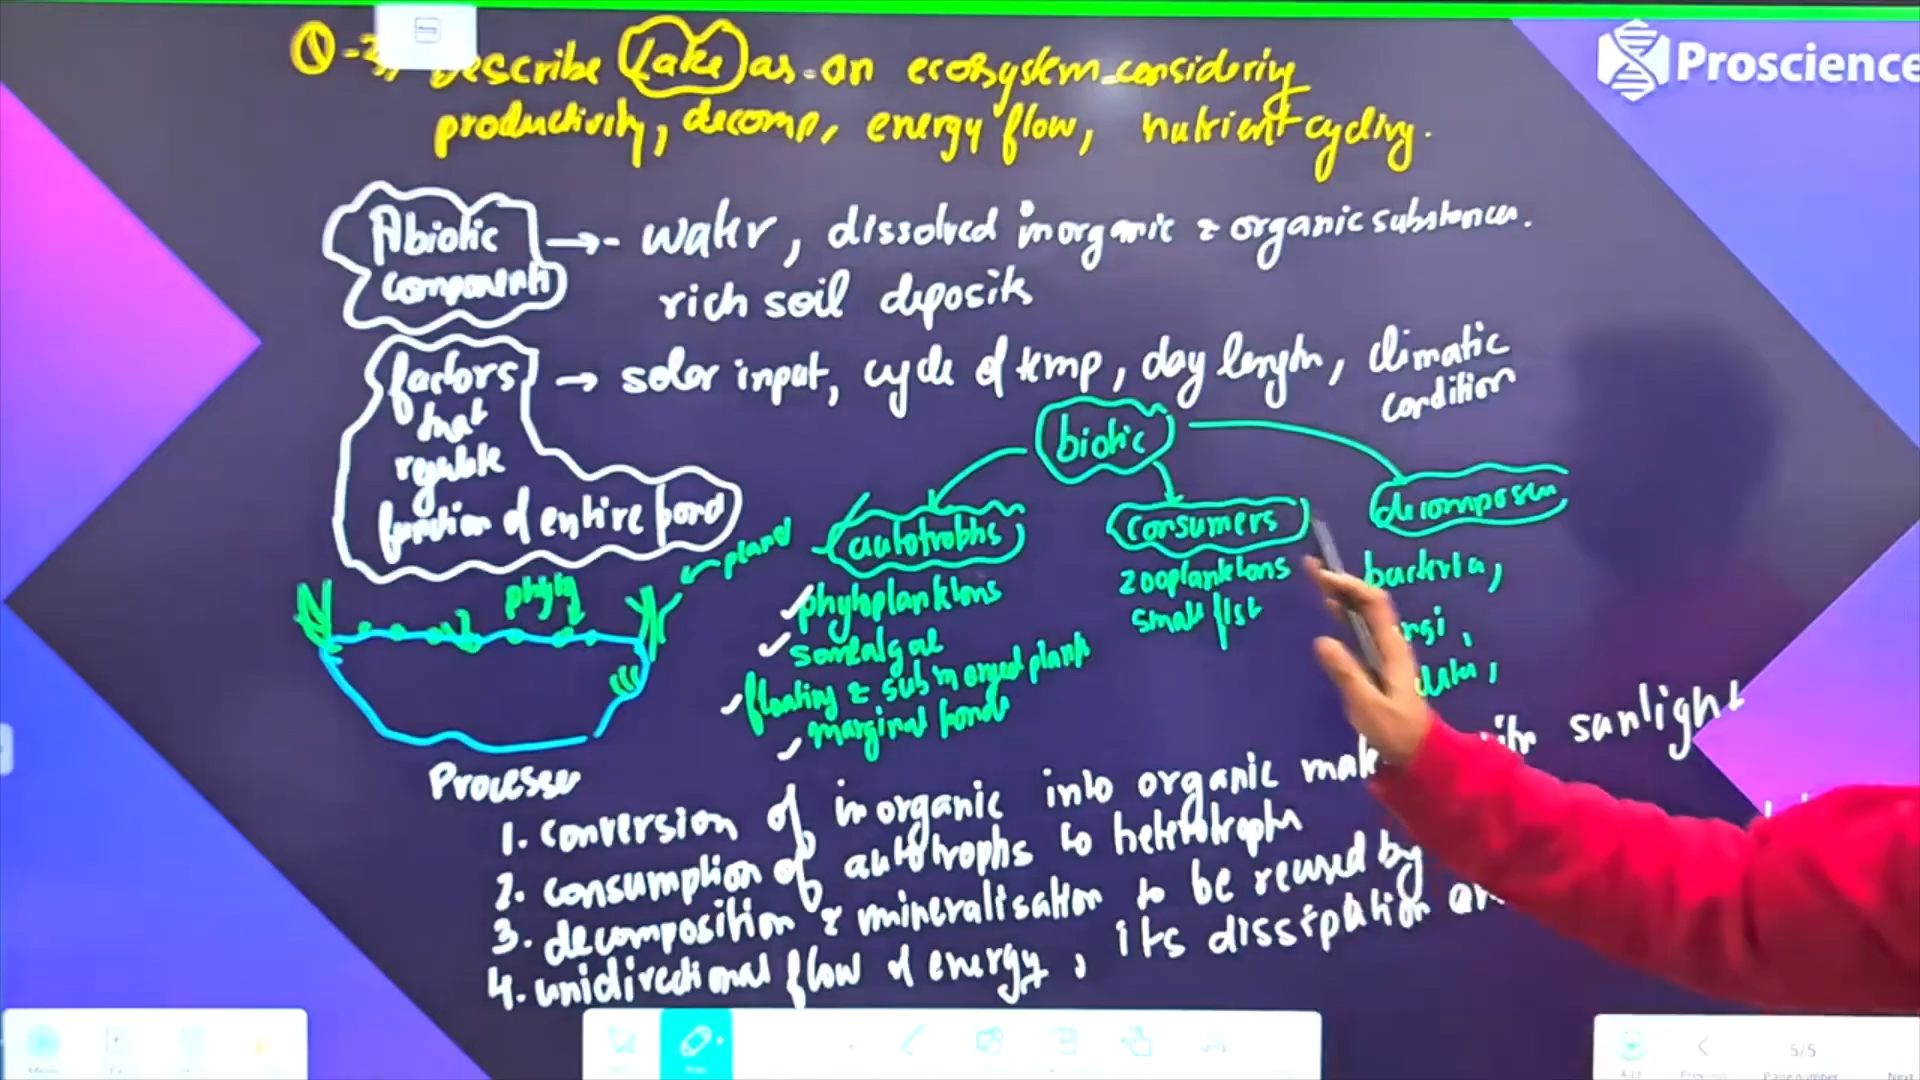 Q-3, Describe Lake as an ecosystem considering
productivity, decomp, energy flow, nutrient cycling.
Proscience
Abiotic components → - water, dissolved inorganic & organic substances.
rich soil deposits
factors that regulate function of entire pond → solar input, cycle of temp, day length, climatic condition
biotic
autotrophs
phytoplanktons
some algae
floating & submerged plants
marginal ponds
consumers
zooplanktons
small fish
bacteria,
phyto
Processes
1. conversion of inorganic into organic sunlight
2. consumption of autotrophs to heterotrophs
3. decomposition & mineralisation to be reused by
4. unidirectional flow of energy, its dissipation
5/5